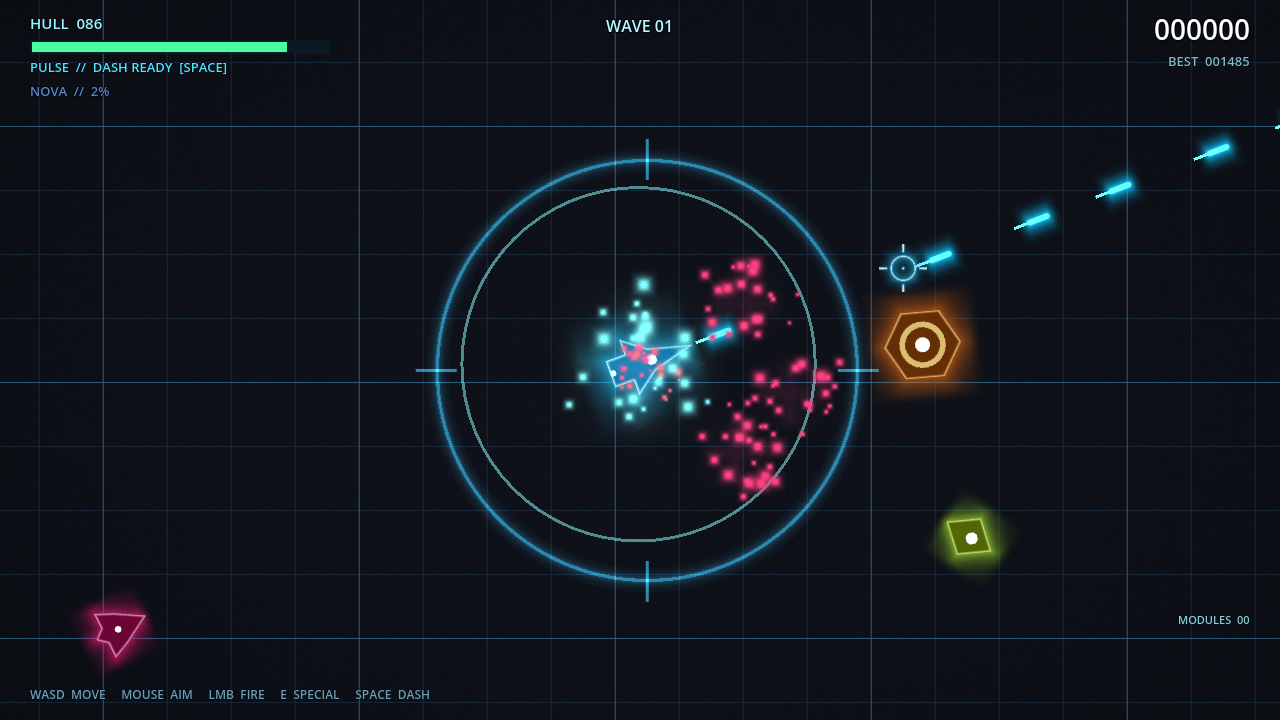 HULL 086
WAVE 01
000000
PULSE // DASH READY [SPACE]
BEST 001485
NOVA // 2%
MODULES 00
WASD MOVE MOUSE AIM LMB FIRE E SPECIAL SPACE DASH